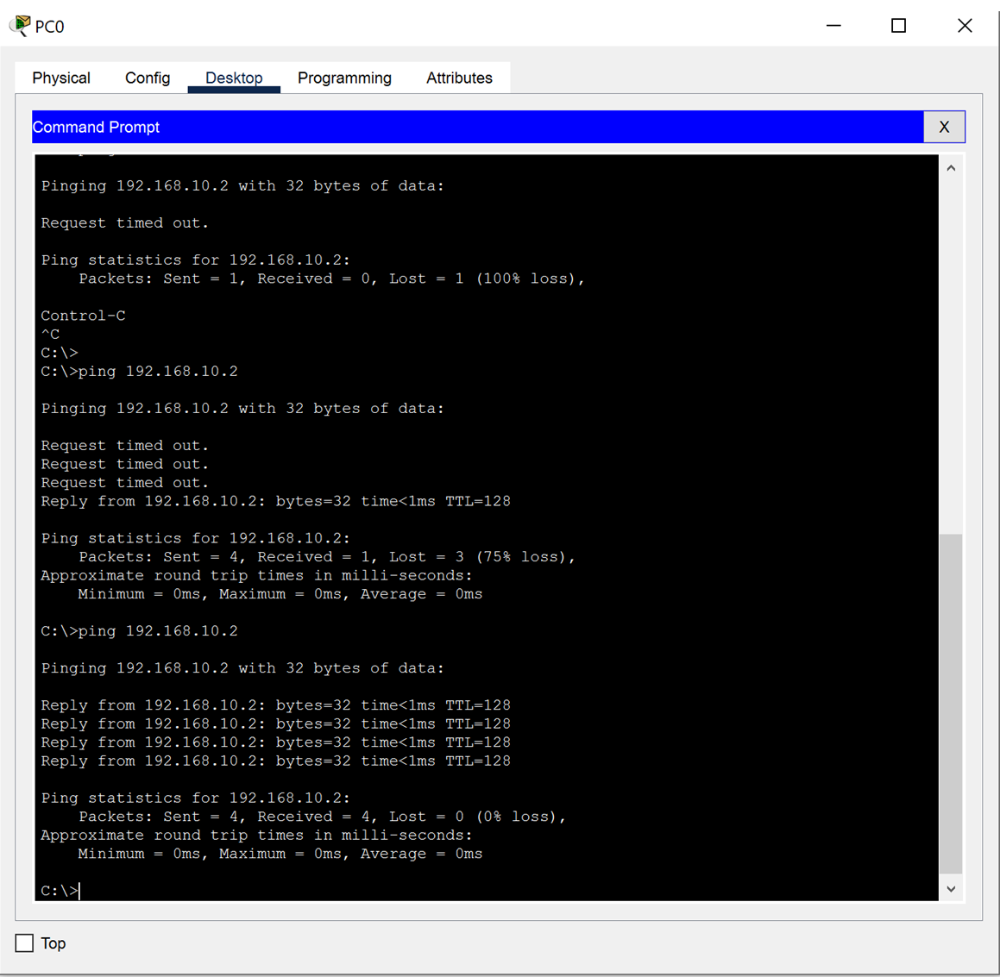 PC0
Physical Config Desktop Programming Attributes
Command Prompt X
Pinging 192.168.10.2 with 32 bytes of data:
Request timed out.
Ping statistics for 192.168.10.2:
    Packets: Sent = 1, Received = 0, Lost = 1 (100% loss),
Control-C
^C
C:\>
C:\>ping 192.168.10.2
Pinging 192.168.10.2 with 32 bytes of data:
Request timed out.
Request timed out.
Request timed out.
Reply from 192.168.10.2: bytes=32 time<1ms TTL=128
Ping statistics for 192.168.10.2:
    Packets: Sent = 4, Received = 1, Lost = 3 (75% loss),
Approximate round trip times in milli-seconds:
    Minimum = 0ms, Maximum = 0ms, Average = 0ms
C:\>ping 192.168.10.2
Pinging 192.168.10.2 with 32 bytes of data:
Reply from 192.168.10.2: bytes=32 time<1ms TTL=128
Reply from 192.168.10.2: bytes=32 time<1ms TTL=128
Reply from 192.168.10.2: bytes=32 time<1ms TTL=128
Reply from 192.168.10.2: bytes=32 time<1ms TTL=128
Ping statistics for 192.168.10.2:
    Packets: Sent = 4, Received = 4, Lost = 0 (0% loss),
Approximate round trip times in milli-seconds:
    Minimum = 0ms, Maximum = 0ms, Average = 0ms
C:\>
Top